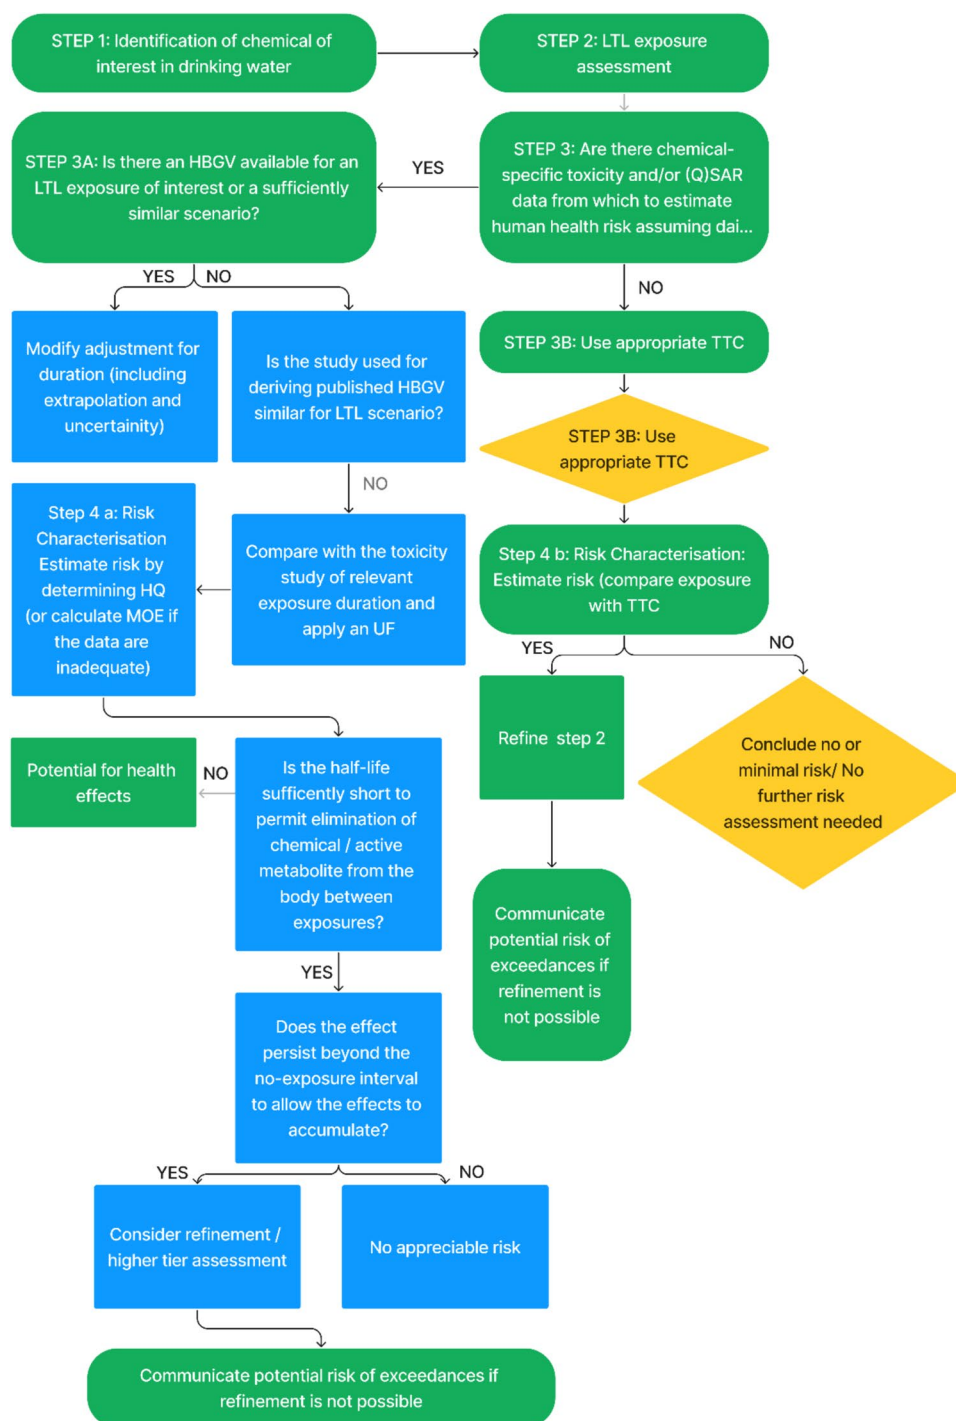 STEP 1: Identification of chemical of
interest in drinking water
STEP 2: LTL exposure
assessment
STEP 3A: Is there an HBGV available for an
LTL exposure of interest or a sufficiently
similar scenario?
YES
STEP 3: Are there chemical-
specific toxicity and/or (Q)SAR
data from which to estimate
human health risk assuming dai...
YES
NO
NO
Modify adjustment for
duration (including
extrapolation and
uncertainity)
Is the study used for
deriving published HBGV
similar for LTL scenario?
STEP 3B: Use appropriate TTC
STEP 3B: Use
appropriate TTC
NO
Step 4 a: Risk
Characterisation
Estimate risk by
determining HQ
(or calculate MOE if
the data are
inadequate)
Compare with the toxicity
study of relevant
exposure duration and
apply an UF
Step 4 b: Risk Characterisation:
Estimate risk (compare exposure
with TTC
YES
NO
Refine step 2
Conclude no or
minimal risk/ No
further risk
assessment needed
Potential for health
effects
NO
Is the half-life
sufficently short to
permit elimination of
chemical / active
metabolite from the
body between
exposures?
Communicate
potential risk of
exceedances if
refinement is
not possible
YES
Does the effect
persist beyond the
no-exposure interval
to allow the effects to
accumulate?
YES
NO
Consider refinement /
higher tier assessment
No appreciable risk
Communicate potential risk of exceedances if
refinement is not possible